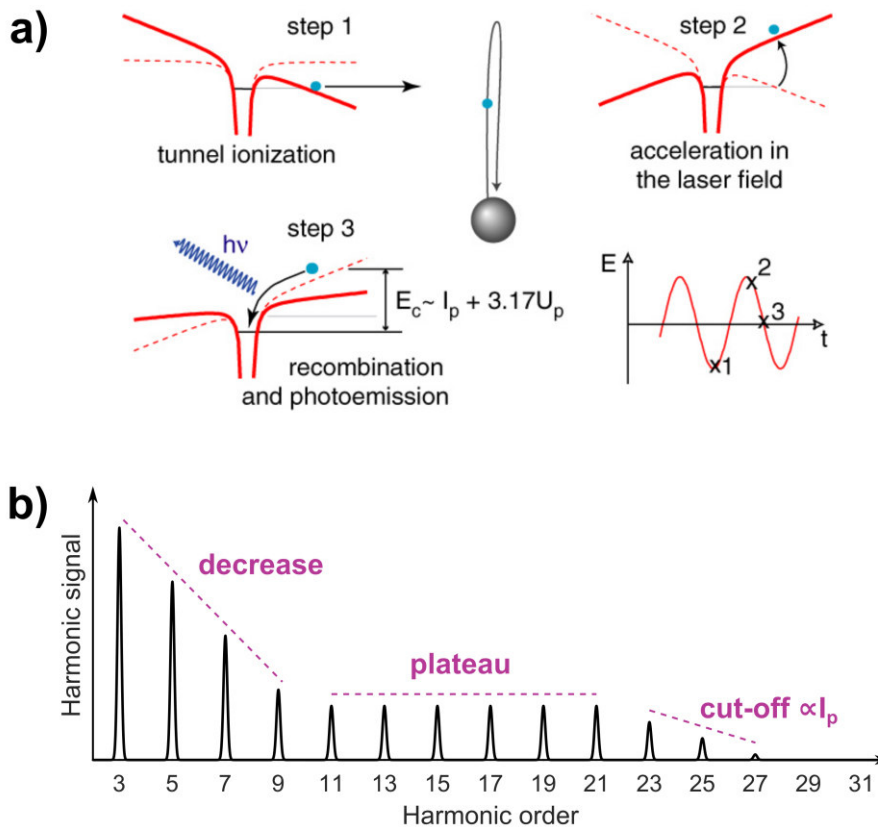 a)
step 1
tunnel ionization
step 2
acceleration in
the laser field
step 3
hν
E_c ~ I_p + 3.17U_p
recombination
and photoemission
E
2
3
1
t
b)
Harmonic signal
decrease
plateau
cut-off ∝I_p
3 5 7 9 11 13 15 17 19 21 23 25 27 29 31
Harmonic order